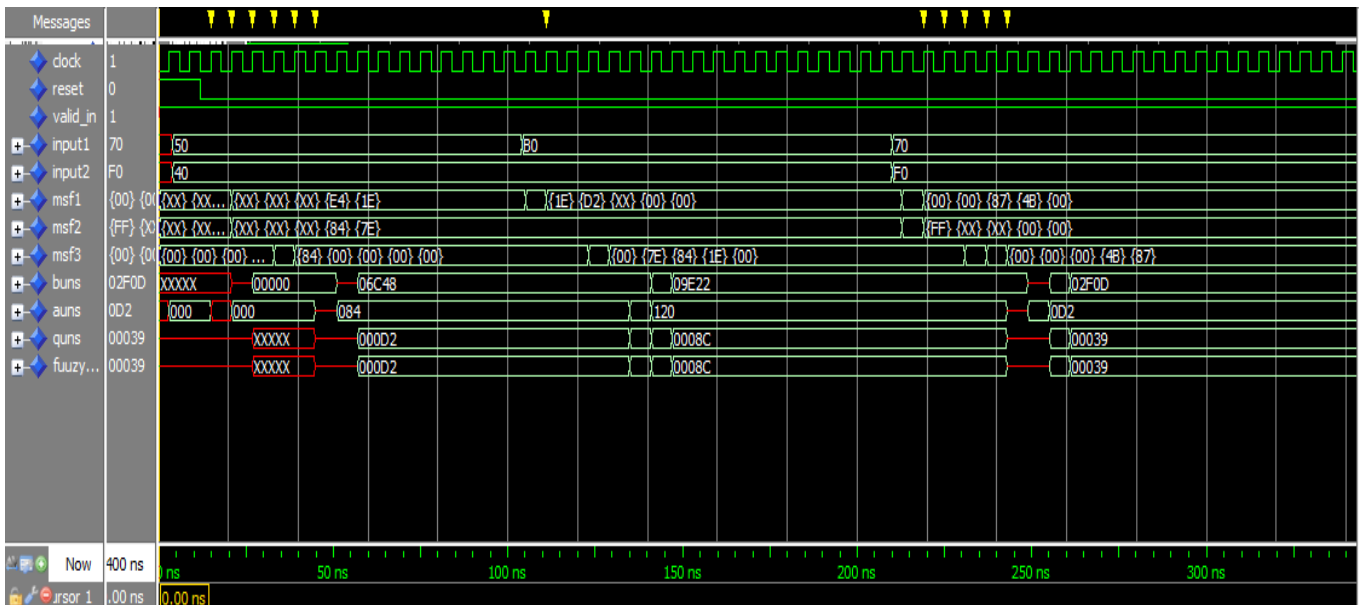 Messages
clock 1
reset 0
valid_in 1
input1 70 50 B0 70
input2 F0 40 F0
msf1 {00} {00 {XX} {XX... {XX} {XX} {XX} {E4} {1E} {1E} {D2} {XX} {00} {00} {00} {00} {87} {4B} {00}
msf2 {FF} {XX {XX} {XX... {XX} {XX} {XX} {84} {7E} {FF} {XX} {XX} {00} {00}
msf3 {00} {00 {00} {00} {00} ... {84} {00} {00} {00} {00} {00} {7E} {84} {1E} {00} {00} {00} {00} {4B} {87}
buns 02F0D XXXXX 00000 06C48 09E22 02F0D
auns 0D2 000 000 084 120 0D2
quns 00039 XXXXX 000D2 0008C 00039
fuuzy... 00039 XXXXX 000D2 0008C 00039
Now 400 ns ns 50 ns 100 ns 150 ns 200 ns 250 ns 300 ns
ursor 1 .00 ns 0.00 ns